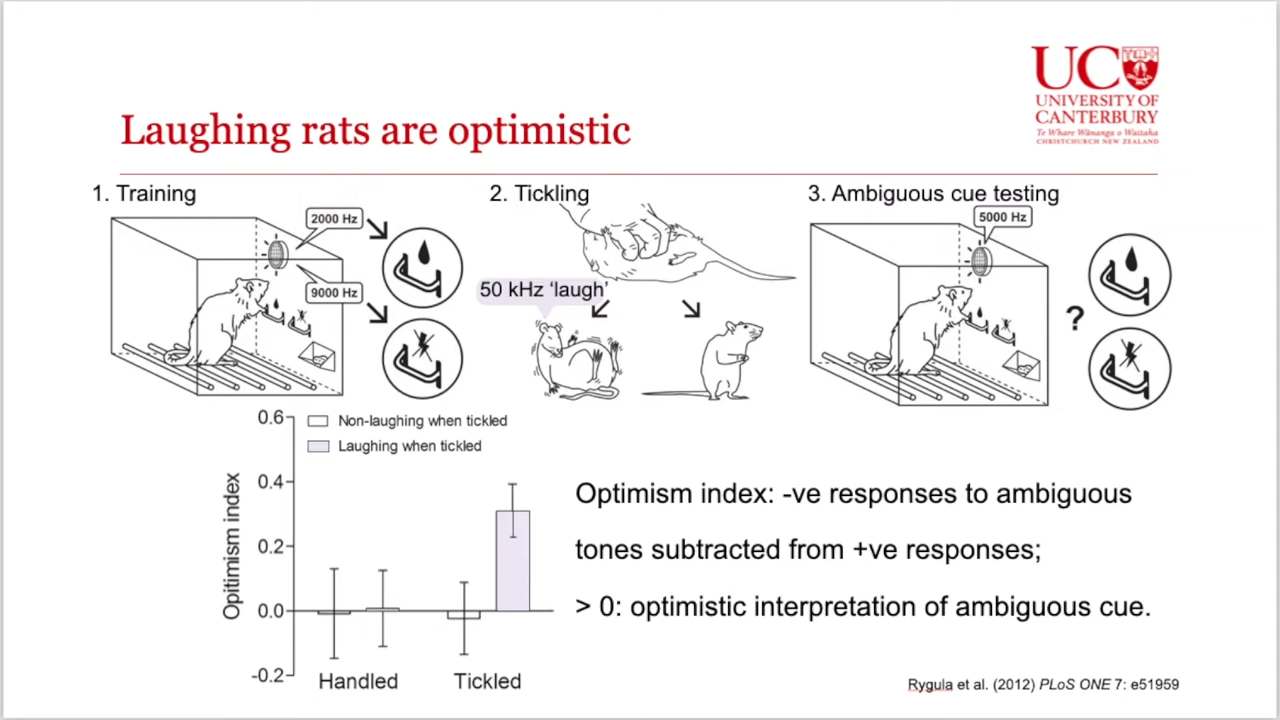 UC
UNIVERSITY OF
CANTERBURY
Te Whare Wānanga o Waitaha
CHRISTCHURCH NEW ZEALAND
Laughing rats are optimistic
1. Training
2000 Hz
9000 Hz
2. Tickling
50 kHz ‘laugh’
3. Ambiguous cue testing
5000 Hz
?
Opitimism index
0.6
0.4
0.2
0.0
-0.2
Non-laughing when tickled
Laughing when tickled
Handled
Tickled
Optimism index: -ve responses to ambiguous
tones subtracted from +ve responses;
> 0: optimistic interpretation of ambiguous cue.
Rygula et al. (2012) PLoS ONE 7: e51959